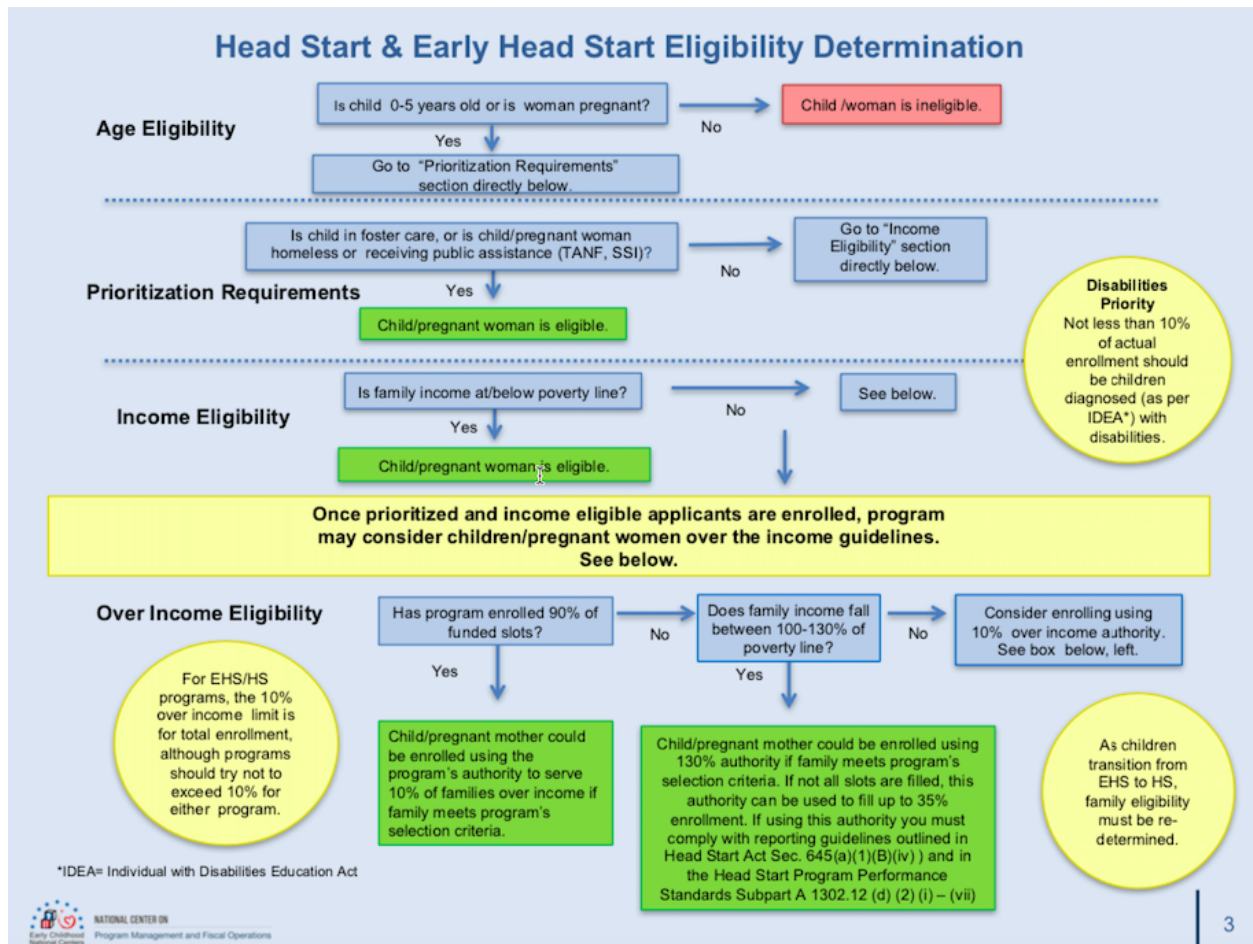 Head Start & Early Head Start Eligibility Determination
Age Eligibility
Is child 0-5 years old or is woman pregnant?
No
Child /woman is ineligible.
Yes
Go to "Prioritization Requirements"
section directly below.
Prioritization Requirements
Is child in foster care, or is child/pregnant woman
homeless or receiving public assistance (TANF, SSI)?
No
Go to "Income
Eligibility" section
directly below.
Yes
Child/pregnant woman is eligible.
Disabilities
Priority
Not less than 10%
of actual
enrollment should
be children
diagnosed (as per
IDEA*) with
disabilities.
Income Eligibility
Is family income at/below poverty line?
No
See below.
Yes
Child/pregnant woman is eligible.
Once prioritized and income eligible applicants are enrolled, program
may consider children/pregnant women over the income guidelines.
See below.
Over Income Eligibility
Has program enrolled 90% of
funded slots?
No
Does family income fall
between 100-130% of
poverty line?
No
Consider enrolling using
10% over income authority.
See box below, left.
Yes
Yes
For EHS/HS
programs, the 10%
over income limit is
for total enrollment,
although programs
should try not to
exceed 10% for
either program.
Child/pregnant mother could
be enrolled using the
program's authority to serve
10% of families over income if
family meets program's
selection criteria.
Child/pregnant mother could be enrolled using
130% authority if family meets program's
selection criteria. If not all slots are filled, this
authority can be used to fill up to 35%
enrollment. If using this authority you must
comply with reporting guidelines outlined in
Head Start Act Sec. 645(a)(1)(B)(iv) ) and in
the Head Start Program Performance
Standards Subpart A 1302.12 (d) (2) (i) – (vii)
As children
transition from
EHS to HS,
family eligibility
must be re-
determined.
*IDEA= Individual with Disabilities Education Act
Early Childhood
National Centers
NATIONAL CENTER ON
Program Management and Fiscal Operations
3